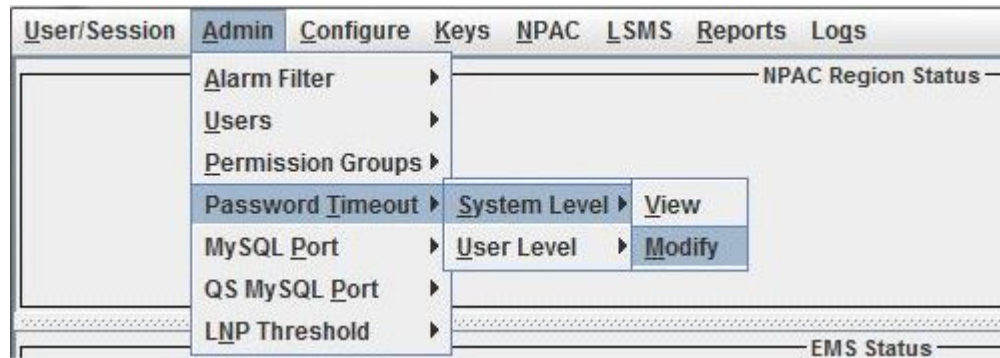 User/Session Admin Configure Keys NPAC LSMS Reports Logs
NPAC Region Status
Alarm Filter
Users
Permission Groups
Password Timeout System Level View
MySQL Port User Level Modify
QS MySQL Port
LNP Threshold
EMS Status